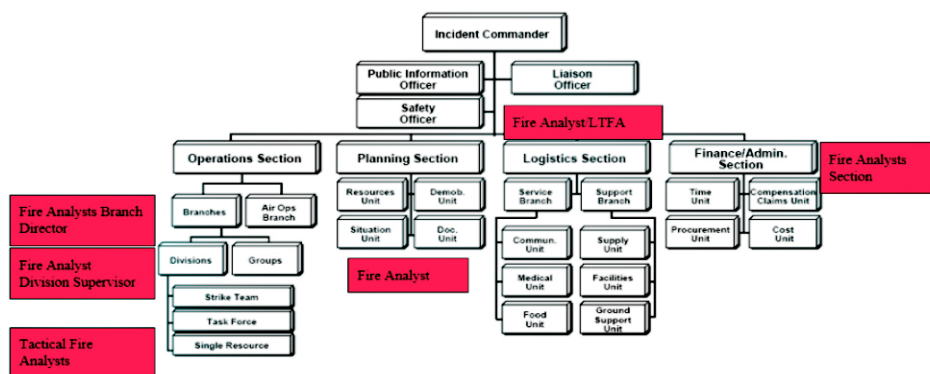 Incident Commander
Public Information
Officer
Liaison
Officer
Safety
Officer
Fire Analyst/LTFA
Operations Section
Planning Section
Logistics Section
Finance/Admin.
Section
Fire Analysts
Section
Branches
Air Ops
Branch
Resources
Unit
Demob.
Unit
Service
Branch
Support
Branch
Time
Unit
Compensation
Claims Unit
Fire Analysts Branch
Director
Situation
Unit
Doc.
Unit
Commun.
Unit
Supply
Unit
Procurement
Unit
Cost
Unit
Fire Analyst
Division Supervisor
Divisions
Groups
Fire Analyst
Medical
Unit
Facilities
Unit
Strike Team
Task Force
Single Resource
Food
Unit
Ground
Support
Unit
Tactical Fire
Analysts